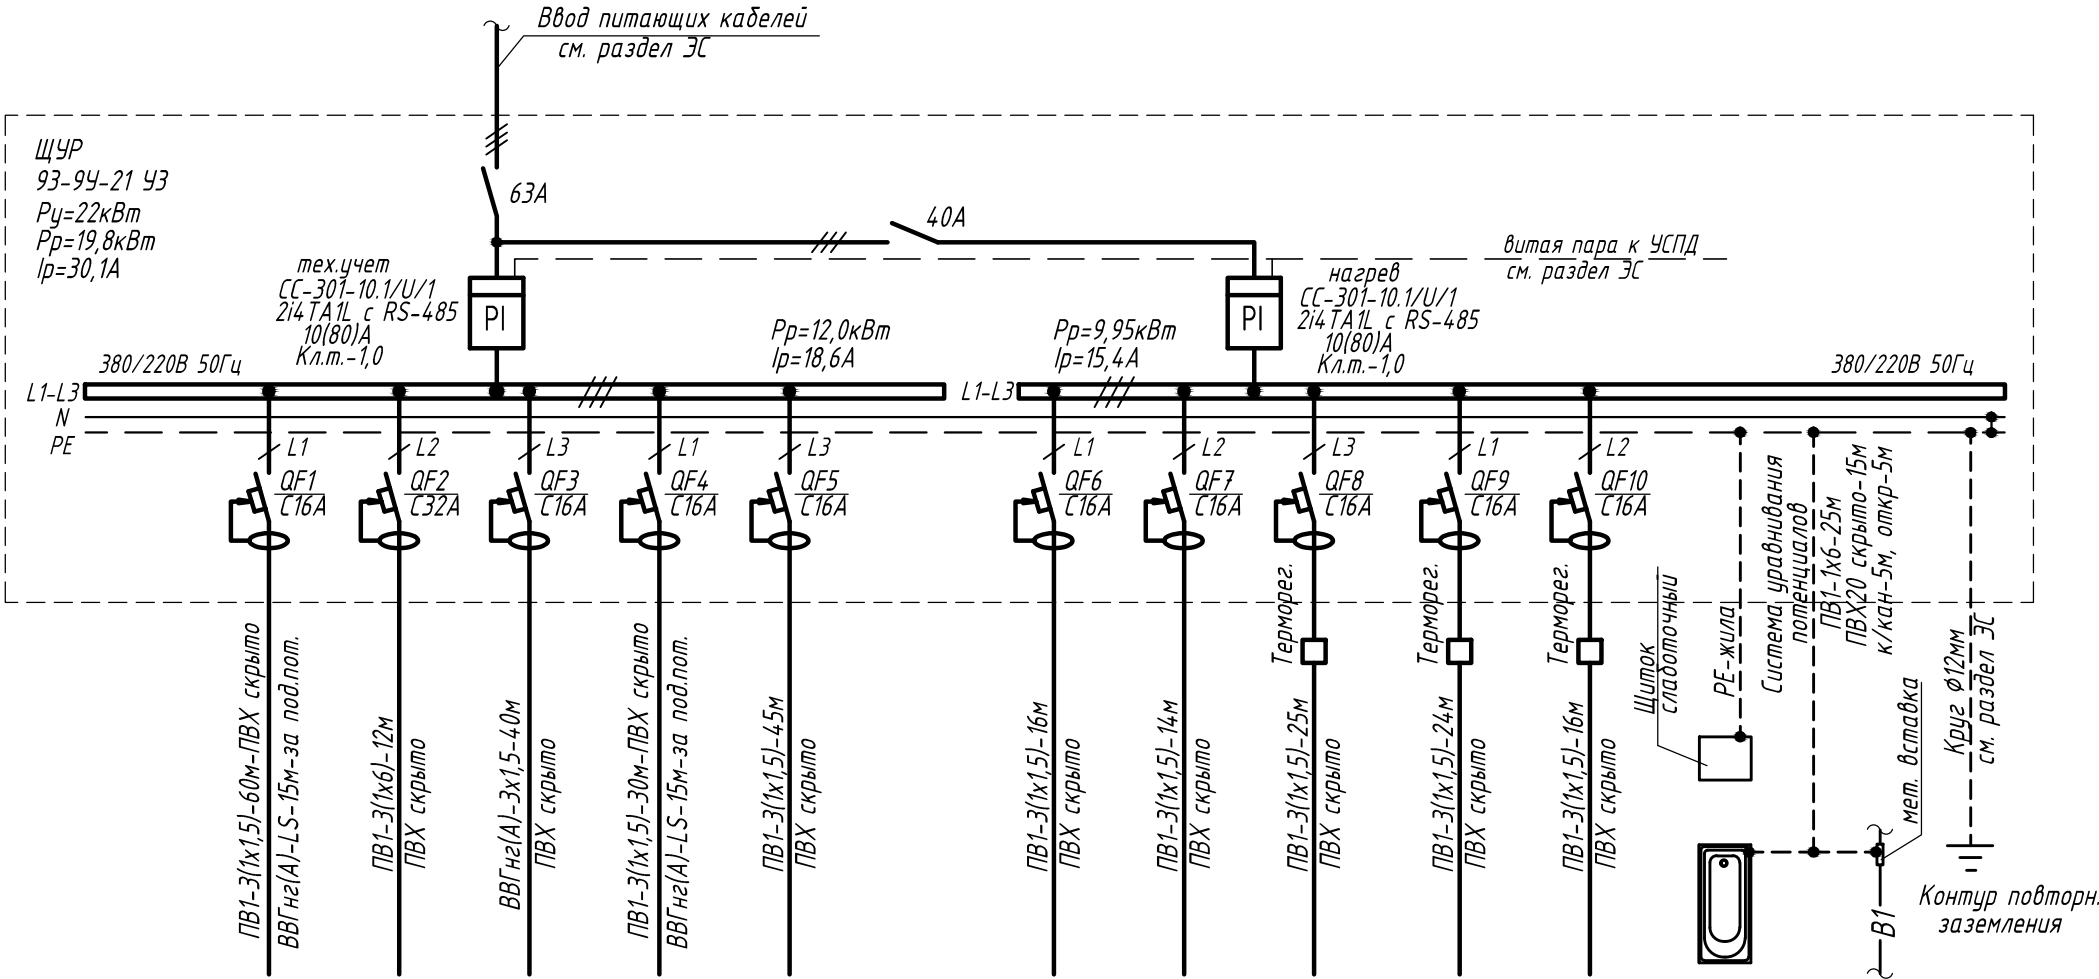 Ввод питающих кабелей
см. раздел ЭС
ЩУР
93-9У-21 У3
Ру=22кВт
Рр=19,8кВт
Iр=30,1А
63А
40А
тех.учет
СС-301-10.1/U/1
2i4TA1L с RS-485
10(80)А
Кл.т.-1,0
PI
нагрев
СС-301-10.1/U/1
2i4TA1L с RS-485
10(80)А
Кл.т.-1,0
PI
витая пара к УСПД
см. раздел ЭС
Рр=12,0кВт
Iр=18,6А
Рр=9,95кВт
Iр=15,4А
380/220В 50Гц
380/220В 50Гц
L1-L3
L1-L3
N
PE
L1
L2
L3
L1
L3
L1
L2
L3
L1
L2
QF1
C16A
QF2
C32A
QF3
C16A
QF4
C16A
QF5
C16A
QF6
C16A
QF7
C16A
QF8
C16A
QF9
C16A
QF10
C16A
Терморег.
Терморег.
Терморег.
ПВ1-3(1х1,5)-60м-ПВХ скрыто
ВВГнг(А)-LS-15м-за под.пот.
ПВ1-3(1х6)-12м
ПВХ скрыто
ВВГнг(А)-3х1,5-40м
ПВХ скрыто
ПВ1-3(1х1,5)-30м-ПВХ скрыто
ВВГнг(А)-LS-15м-за под.пот.
ПВ1-3(1х1,5)-45м
ПВХ скрыто
ПВ1-3(1х1,5)-16м
ПВХ скрыто
ПВ1-3(1х1,5)-14м
ПВХ скрыто
ПВ1-3(1х1,5)-25м
ПВХ скрыто
ПВ1-3(1х1,5)-24м
ПВХ скрыто
ПВ1-3(1х1,5)-16м
ПВХ скрыто
Щиток
слаботочный
РЕ-жила
Система уравнивания
потенциалов
ПВ1-1х6-25м
ПВХ20 скрыто-15м
к/кан-5м, откр-5м
мет. вставка
Круг ϕ12мм
см. раздел ЭС
В1
Контур повторн.
заземления